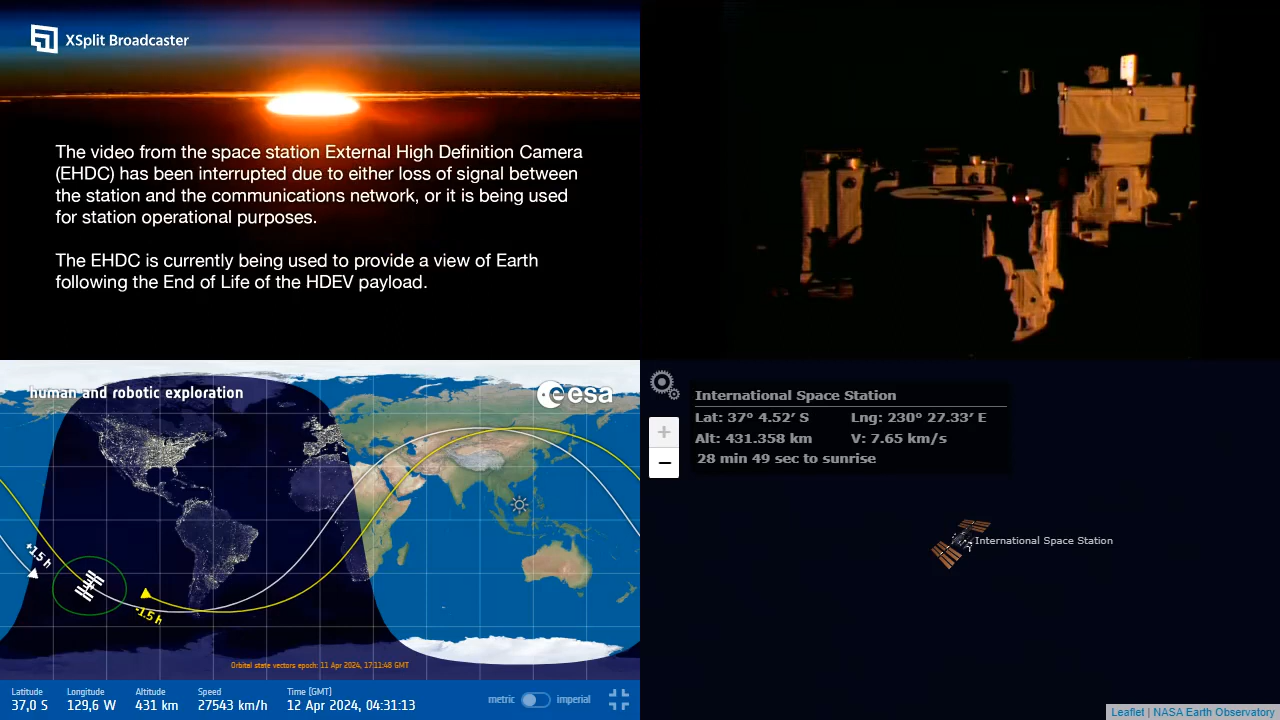 XSplit Broadcaster
The video from the space station External High Definition Camera
(EHDC) has been interrupted due to either loss of signal between
the station and the communications network, or it is being used
for station operational purposes.
The EHDC is currently being used to provide a view of Earth
following the End of Life of the HDEV payload.
human and robotic exploration
esa
+1.5 h
-1.5 h
Orbital state vectors epoch: 11 Apr 2024, 17:11:48 GMT
Latitude Longitude Altitude Speed Time (GMT)
37,0 S 129,6 W 431 km 27543 km/h 12 Apr 2024, 04:31:13
metric imperial
International Space Station
Lat: 37° 4.52′ S Lng: 230° 27.33′ E
Alt: 431.358 km V: 7.65 km/s
28 min 49 sec to sunrise
+
−
International Space Station
Leaflet | NASA Earth Observatory